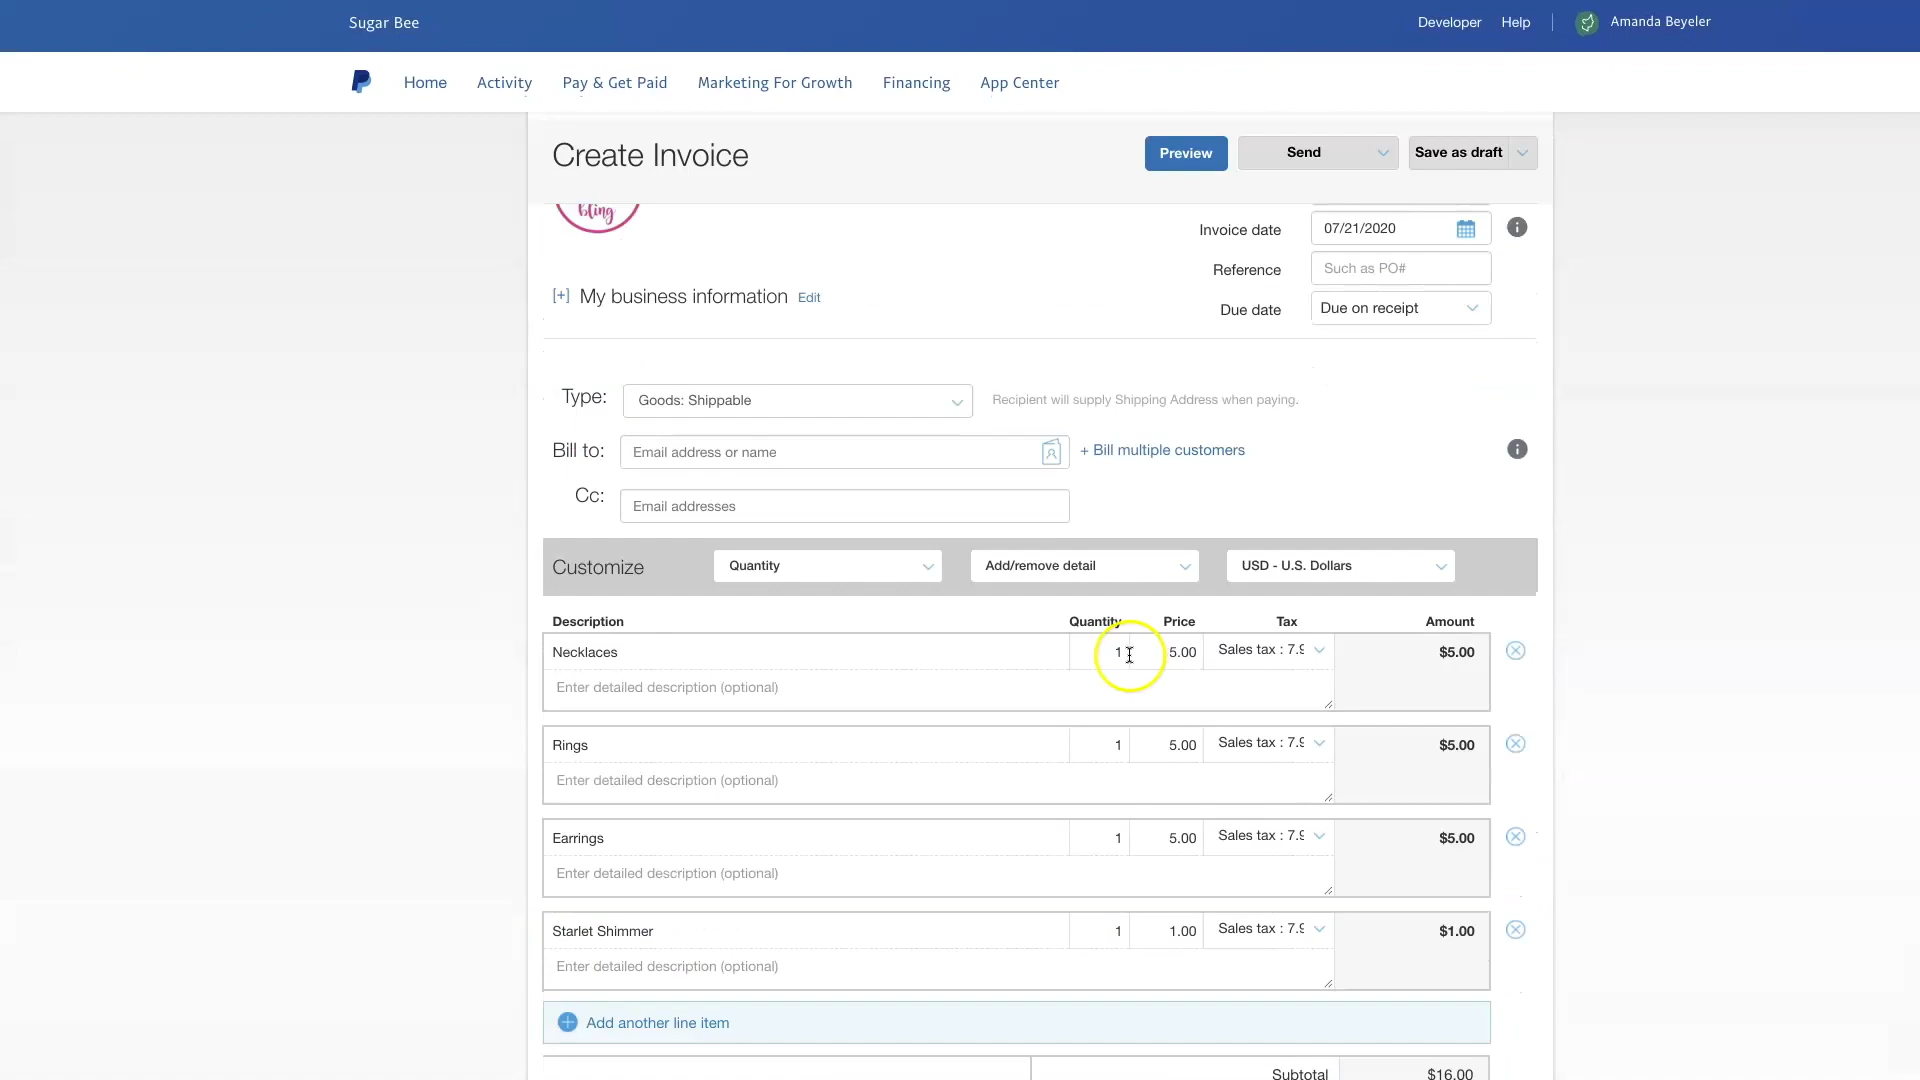 Sugar Bee
Developer Help Amanda Beyeler
Home Activity Pay & Get Paid Marketing For Growth Financing App Center
Create Invoice
Preview Send Save as draft
bling
Invoice date 07/21/2020
Reference Such as PO#
[+] My business information Edit
Due date Due on receipt
Type: Goods: Shippable Recipient will supply Shipping Address when paying.
Bill to: Email address or name + Bill multiple customers
Cc: Email addresses
Customize Quantity Add/remove detail USD - U.S. Dollars
Description Quantity Price Tax Amount
Necklaces 1 5.00 Sales tax : 7.9 $5.00
Enter detailed description (optional)
Rings 1 5.00 Sales tax : 7.9 $5.00
Enter detailed description (optional)
Earrings 1 5.00 Sales tax : 7.9 $5.00
Enter detailed description (optional)
Starlet Shimmer 1 1.00 Sales tax : 7.9 $1.00
Enter detailed description (optional)
Add another line item
Subtotal $16.00